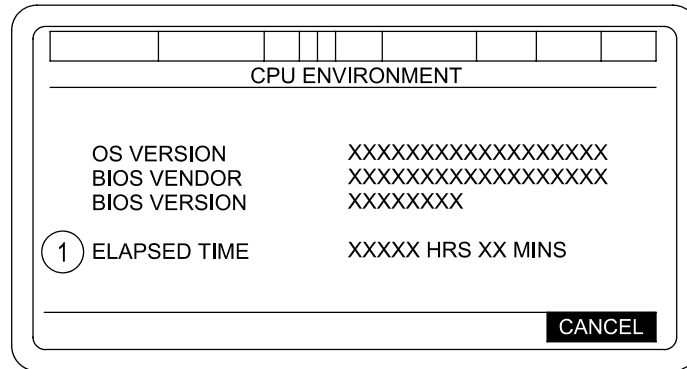 CPU ENVIRONMENT
OS VERSION XXXXXXXXXXXXXXXXXX
BIOS VENDOR XXXXXXXXXXXXXXXXXX
BIOS VERSION XXXXXXXX
1 ELAPSED TIME XXXXX HRS XX MINS
CANCEL